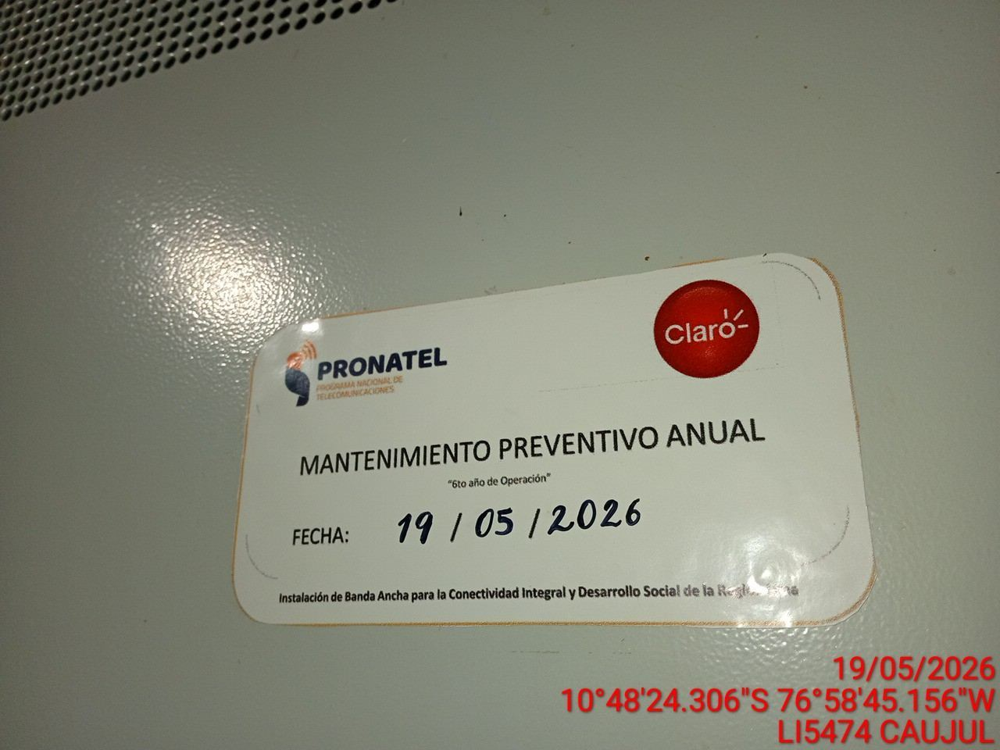 PRONATEL
PROGRAMA NACIONAL DE
TELECOMUNICACIONES
Claro
MANTENIMIENTO PREVENTIVO ANUAL
"6to año de Operación"
FECHA: 19 / 05 / 2026
Instalación de Banda Ancha para la Conectividad Integral y Desarrollo Social de la Región
19/05/2026
10°48'24.306"S 76°58'45.156"W
LI5474 CAUJUL